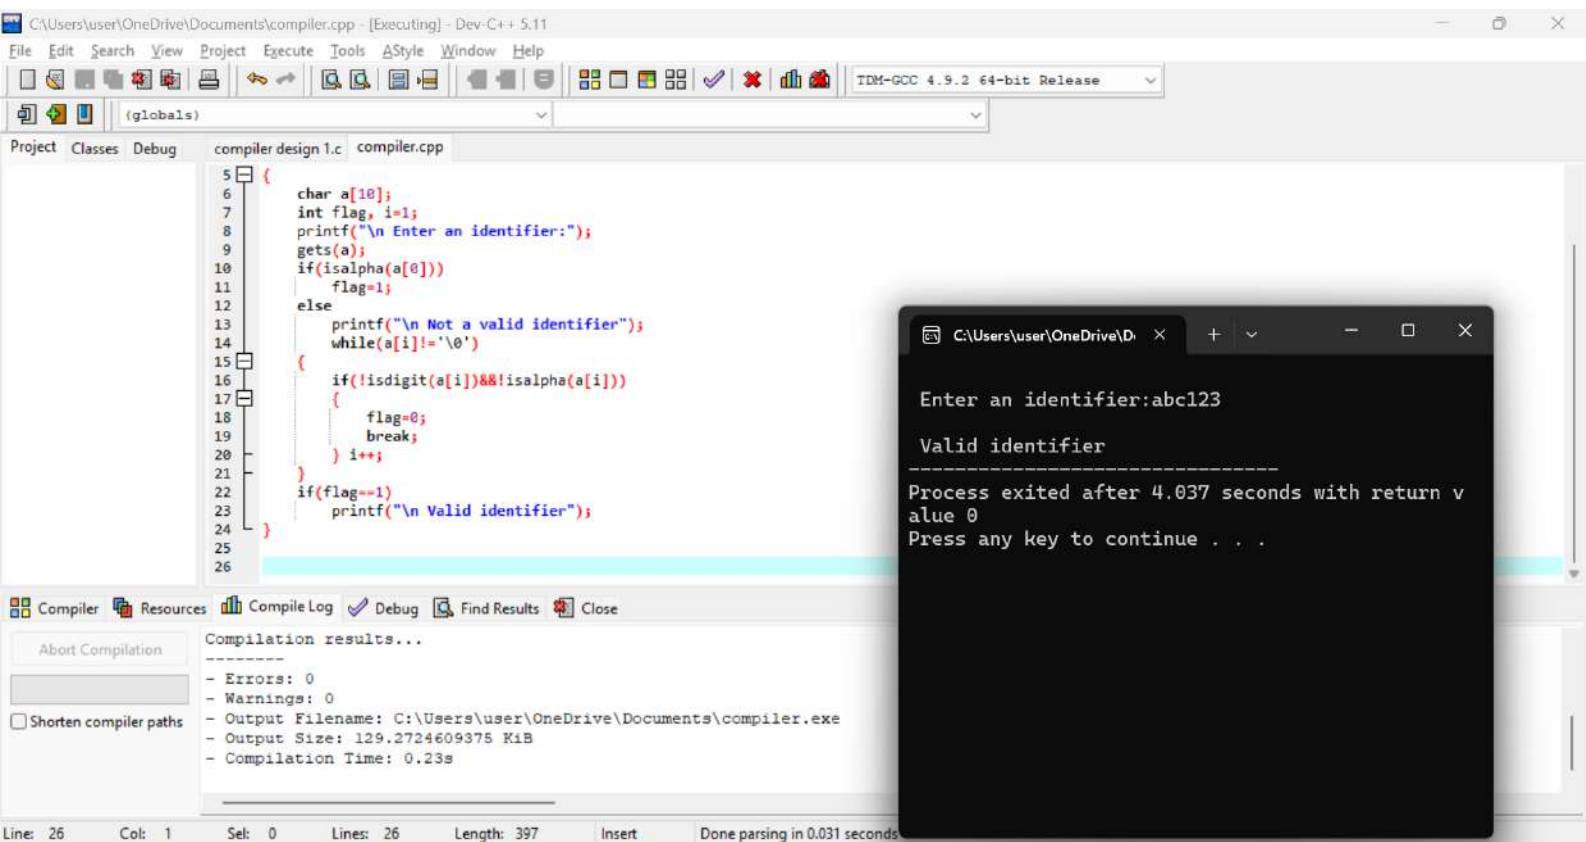 C:\Users\user\OneDrive\Documents\compiler.cpp - [Executing] - Dev-C++ 5.11
File Edit Search View Project Execute Tools AStyle Window Help
TDM-GCC 4.9.2 64-bit Release
(globals)
Project Classes Debug
compiler design 1.c compiler.cpp
5 {
6 char a[10];
7 int flag, i=1;
8 printf("\n Enter an identifier:");
9 gets(a);
10 if(isalpha(a[0]))
11 flag=1;
12 else
13 printf("\n Not a valid identifier");
14 while(a[i]!='\0')
15 {
16 if(!isdigit(a[i])&&!isalpha(a[i]))
17 {
18 flag=0;
19 break;
20 } i++;
21 }
22 if(flag==1)
23 printf("\n Valid identifier");
24 }
25
26
C:\Users\user\OneDrive\D
Enter an identifier:abc123
Valid identifier
--------------------------------
Process exited after 4.037 seconds with return v
alue 0
Press any key to continue . . .
Compiler Resources Compile Log Debug Find Results Close
Abort Compilation
Shorten compiler paths
Compilation results...
--------
- Errors: 0
- Warnings: 0
- Output Filename: C:\Users\user\OneDrive\Documents\compiler.exe
- Output Size: 129.2724609375 KiB
- Compilation Time: 0.23s
Line: 26 Col: 1 Sel: 0 Lines: 26 Length: 397 Insert Done parsing in 0.031 seconds